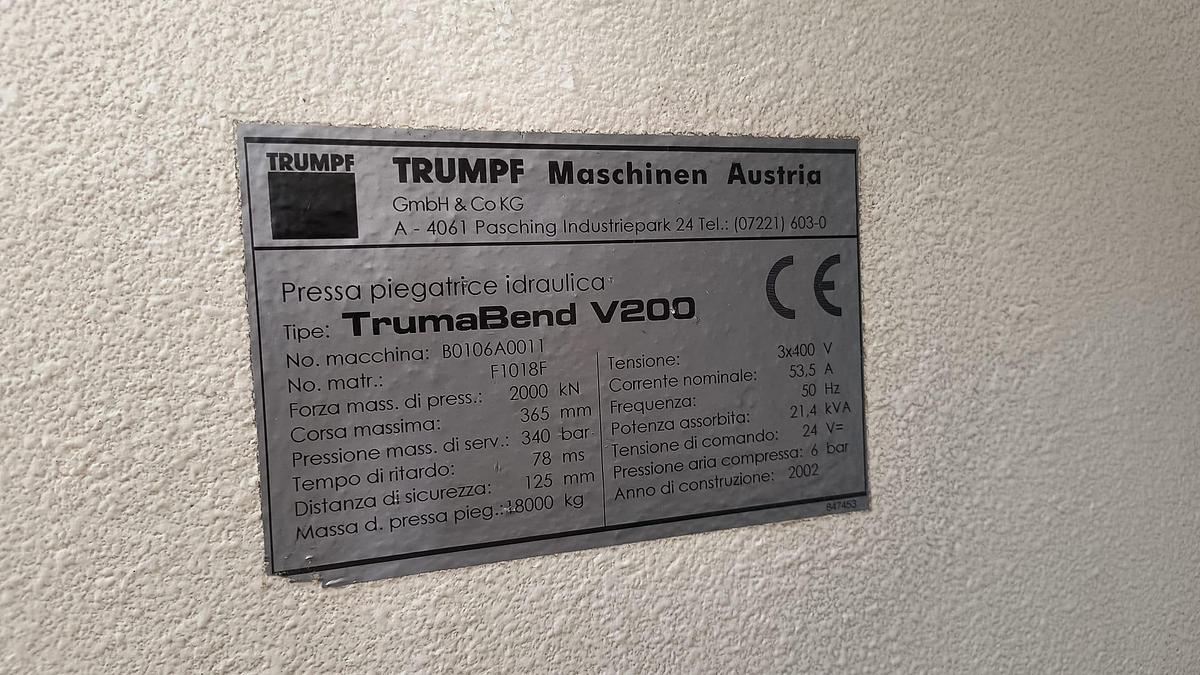 TRUMPF
TRUMPF Maschinen Austria
GmbH & Co KG
A - 4061 Pasching Industriepark 24 Tel.: (07221) 603-0
CE
Pressa piegatrice idraulica
Tipe: TrumaBend V200
No. macchina: B0106A0011
No. matr.: F1018F
Forza mass. di press.: 2000 kN
Corsa massima: 365 mm
Pressione mass. di serv.: 340 bar
Tempo di ritardo: 78 ms
Distanza di sicurezza: 125 mm
Massa d. pressa pieg.: 18000 kg
Tensione: 3x400 V
Corrente nominale: 53,5 A
Frequenza: 50 Hz
Potenza assorbita: 21,4 kVA
Tensione di comando: 24 V=
Pressione aria compressa: 6 bar
Anno di construzione: 2002
847453